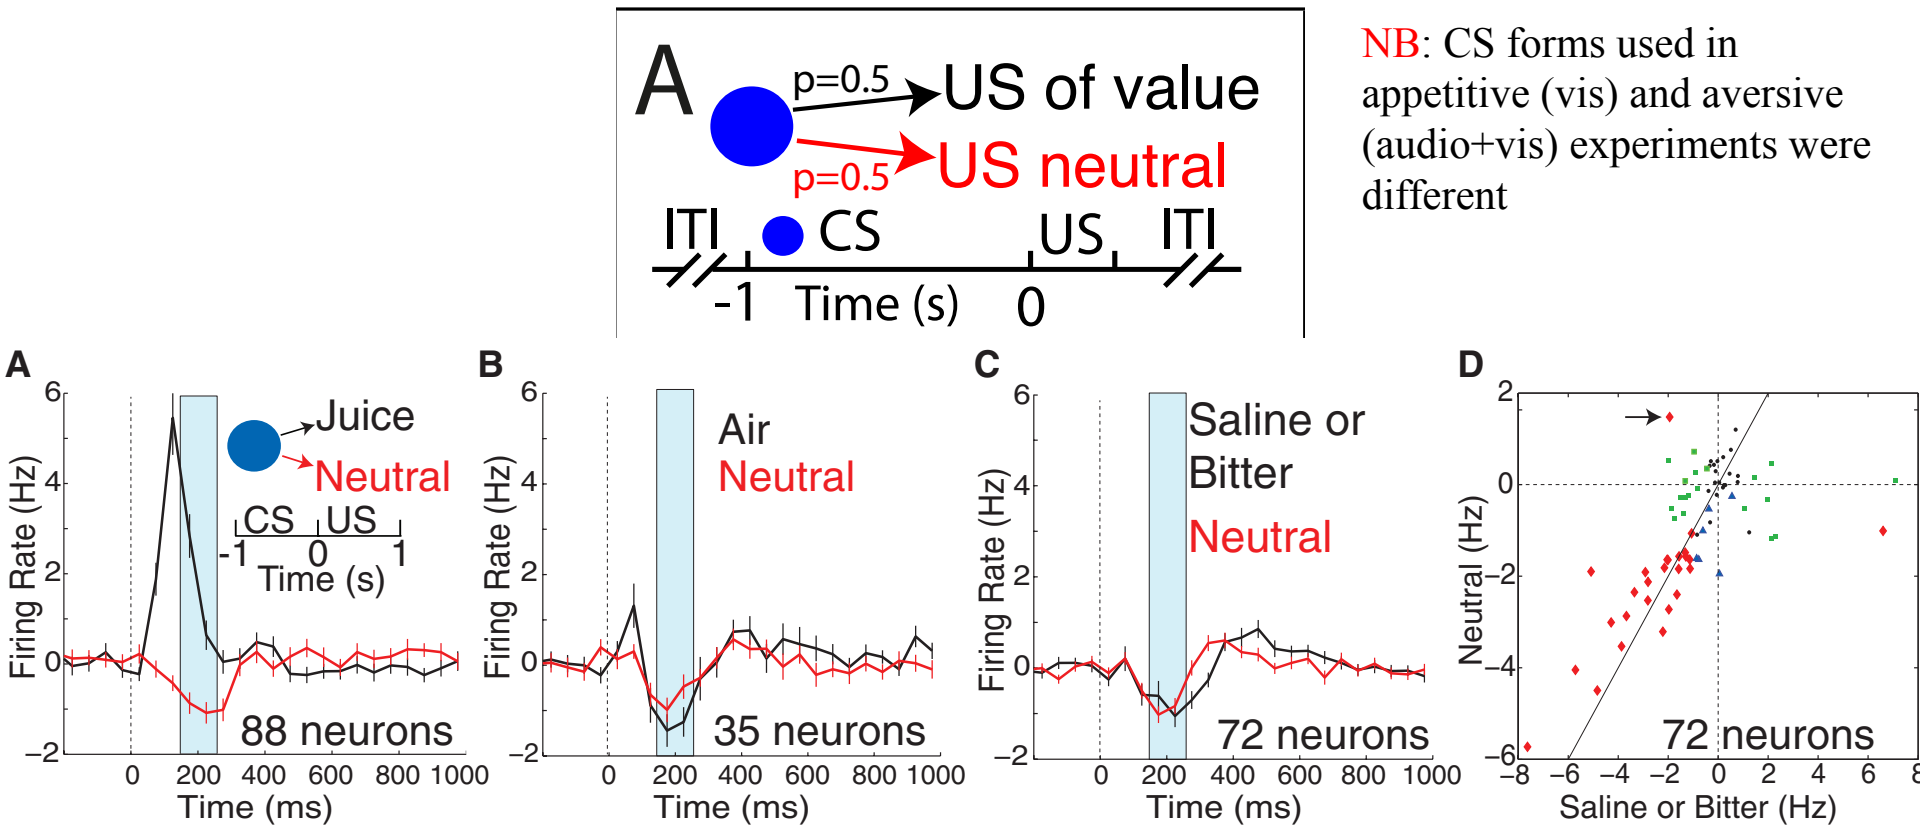 A
p=0.5
US of value
p=0.5
US neutral
ITI
CS
US
ITI
-1
Time (s)
0
NB: CS forms used in
appetitive (vis) and aversive
(audio+vis) experiments were
different
A
Firing Rate (Hz)
6
4
2
0
−2
Juice
Neutral
CS
US
-1
0
1
Time (s)
88 neurons
0 200 400 600 800 1000
Time (ms)
B
Firing Rate (Hz)
6
4
2
0
−2
Air
Neutral
35 neurons
0 200 400 600 800 1000
Time (ms)
C
Firing Rate (Hz)
6
4
2
0
−2
Saline or
Bitter
Neutral
72 neurons
0 200 400 600 800 1000
Time (ms)
D
Neutral (Hz)
2
0
−2
−4
−6
72 neurons
−8 −6 −4 −2 0 2 4 6 8
Saline or Bitter (Hz)